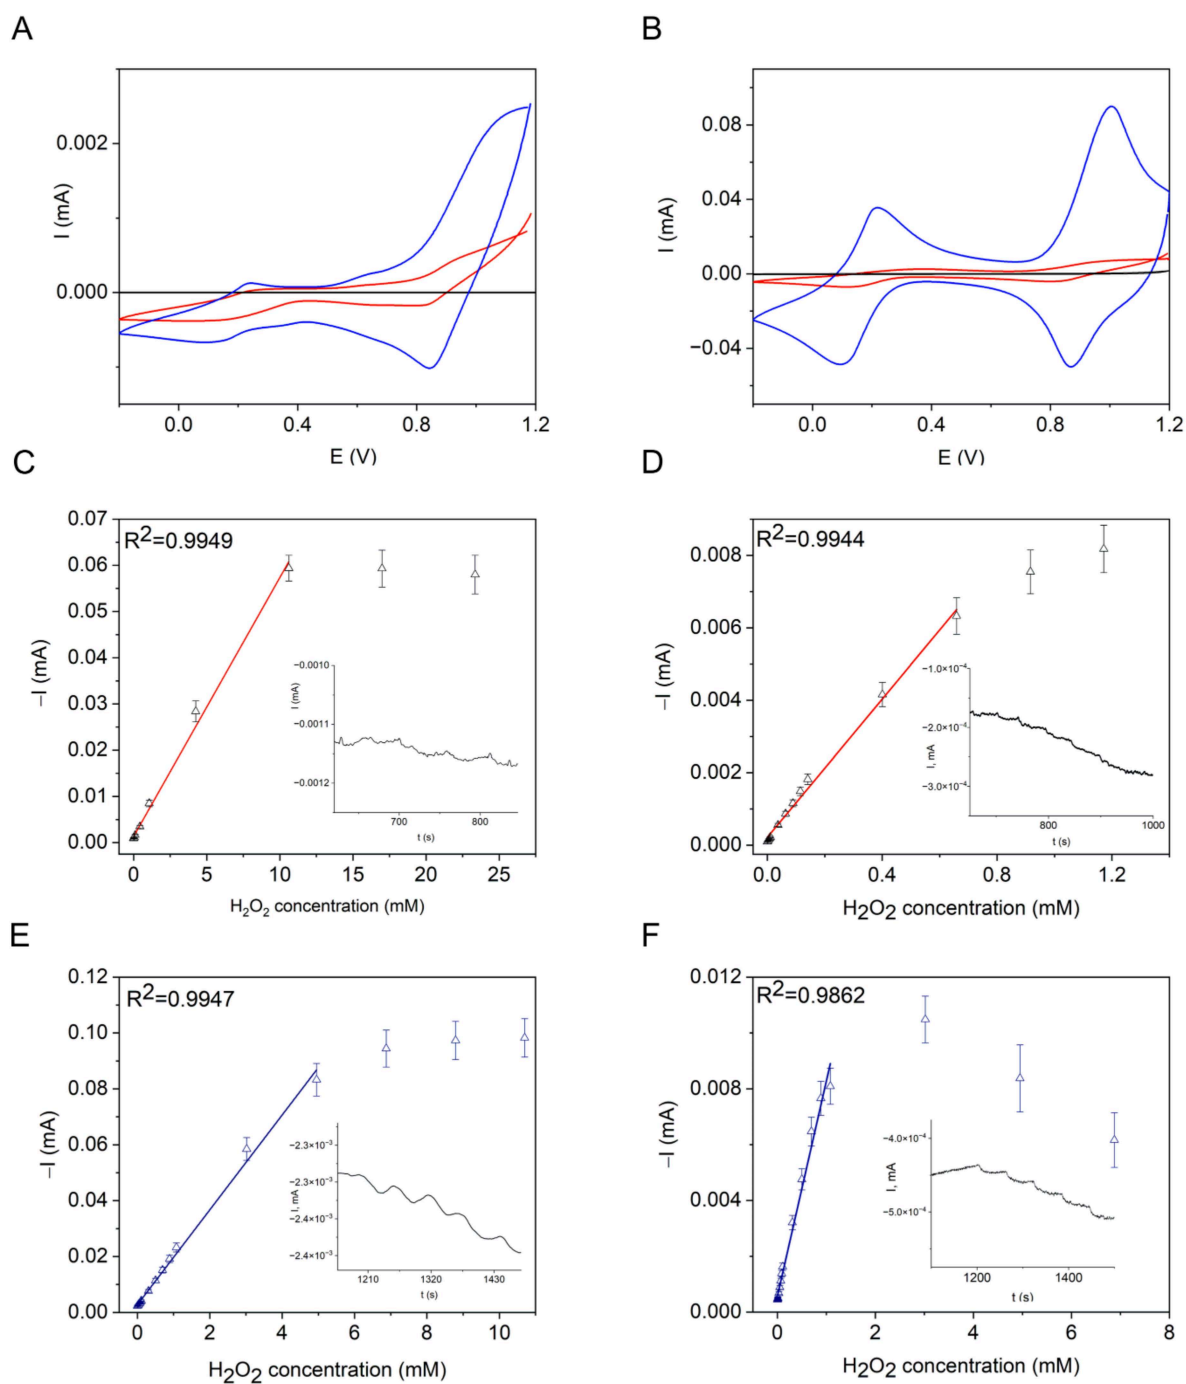 A
I (mA)
0.002
0.000
0.0 0.4 0.8 1.2
E (V)
B
I (mA)
0.08
0.04
0.00
−0.04
0.0 0.4 0.8 1.2
E (V)
C
R²=0.9949
−I (mA)
0.07
0.06
0.05
0.04
0.03
0.02
0.01
0.00
0 5 10 15 20 25
H₂O₂ concentration (mM)
I (mA)
−0.0010
−0.0011
−0.0012
700 800
t (s)
D
R²=0.9944
−I (mA)
0.008
0.006
0.004
0.002
0.000
0.0 0.4 0.8 1.2
H₂O₂ concentration (mM)
I, mA
−1.0×10⁻⁴
−2.0×10⁻⁴
−3.0×10⁻⁴
800 1000
t (s)
E
R²=0.9947
−I (mA)
0.12
0.10
0.08
0.06
0.04
0.02
0.00
0 2 4 6 8 10
H₂O₂ concentration (mM)
I, mA
−2.3×10⁻³
−2.3×10⁻³
−2.4×10⁻³
−2.4×10⁻³
1210 1320 1430
t (s)
F
R²=0.9862
−I (mA)
0.012
0.008
0.004
0.000
0 2 4 6 8
H₂O₂ concentration (mM)
I, mA
−4.0×10⁻⁴
−5.0×10⁻⁴
1200 1400
t (s)